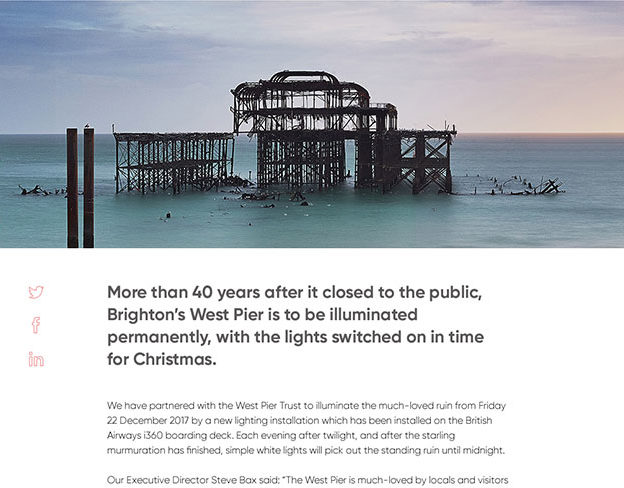 More than 40 years after it closed to the public,
Brighton’s West Pier is to be illuminated
permanently, with the lights switched on in time
for Christmas.
We have partnered with the West Pier Trust to illuminate the much-loved ruin from Friday
22 December 2017 by a new lighting installation which has been installed on the British
Airways i360 boarding deck. Each evening after twilight, and after the starling
murmuration has finished, simple white lights will pick out the standing ruin until midnight.
Our Executive Director Steve Bax said: “The West Pier is much-loved by locals and visitors